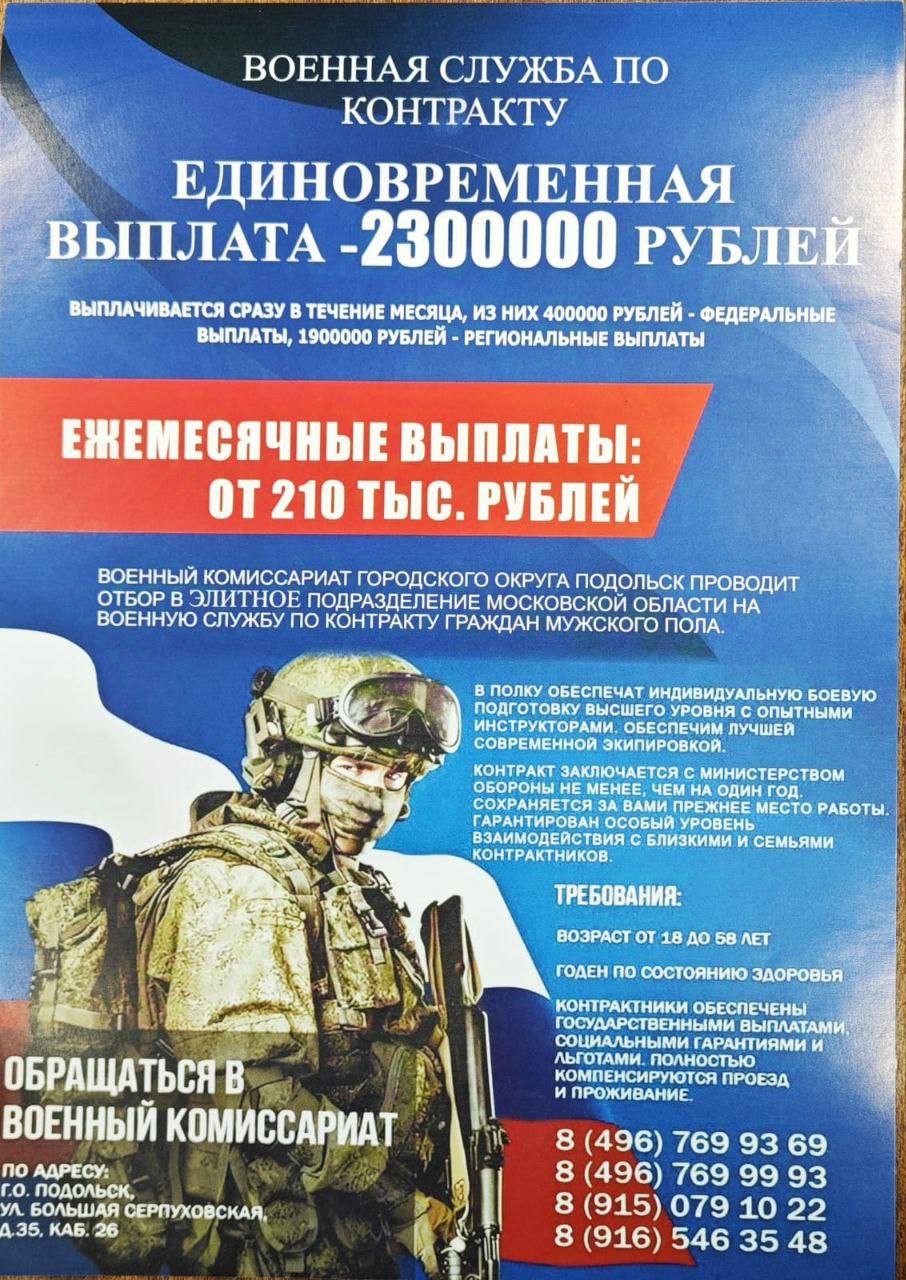 ВОЕННАЯ СЛУЖБА ПО
КОНТРАКТУ
ЕДИНОВРЕМЕННАЯ
ВЫПЛАТА -2300000 РУБЛЕЙ
ВЫПЛАЧИВАЕТСЯ СРАЗУ В ТЕЧЕНИЕ МЕСЯЦА, ИЗ НИХ 400000 РУБЛЕЙ - ФЕДЕРАЛЬНЫЕ
ВЫПЛАТЫ, 1900000 РУБЛЕЙ - РЕГИОНАЛЬНЫЕ ВЫПЛАТЫ
ЕЖЕМЕСЯЧНЫЕ ВЫПЛАТЫ:
ОТ 210 ТЫС. РУБЛЕЙ
ВОЕННЫЙ КОМИССАРИАТ ГОРОДСКОГО ОКРУГА ПОДОЛЬСК ПРОВОДИТ
ОТБОР В ЭЛИТНОЕ ПОДРАЗДЕЛЕНИЕ МОСКОВСКОЙ ОБЛАСТИ НА
ВОЕННУЮ СЛУЖБУ ПО КОНТРАКТУ ГРАЖДАН МУЖСКОГО ПОЛА.
В ПОЛКУ ОБЕСПЕЧАТ ИНДИВИДУАЛЬНУЮ БОЕВУЮ
ПОДГОТОВКУ ВЫСШЕГО УРОВНЯ С ОПЫТНЫМИ
ИНСТРУКТОРАМИ. ОБЕСПЕЧИМ ЛУЧШЕЙ
СОВРЕМЕННОЙ ЭКИПИРОВКОЙ.
КОНТРАКТ ЗАКЛЮЧАЕТСЯ С МИНИСТЕРСТВОМ
ОБОРОНЫ НЕ МЕНЕЕ, ЧЕМ НА ОДИН ГОД.
СОХРАНЯЕТСЯ ЗА ВАМИ ПРЕЖНЕЕ МЕСТО РАБОТЫ.
ГАРАНТИРОВАН ОСОБЫЙ УРОВЕНЬ
ВЗАИМОДЕЙСТВИЯ С БЛИЗКИМИ И СЕМЬЯМИ
КОНТРАКТНИКОВ.
ТРЕБОВАНИЯ:
ВОЗРАСТ ОТ 18 ДО 58 ЛЕТ
ГОДЕН ПО СОСТОЯНИЮ ЗДОРОВЬЯ
КОНТРАКТНИКИ ОБЕСПЕЧЕНЫ
ГОСУДАРСТВЕННЫМИ ВЫПЛАТАМИ,
СОЦИАЛЬНЫМИ ГАРАНТИЯМИ И
ЛЬГОТАМИ. ПОЛНОСТЬЮ
КОМПЕНСИРУЮТСЯ ПРОЕЗД
И ПРОЖИВАНИЕ.
ОБРАЩАТЬСЯ В
ВОЕННЫЙ КОМИССАРИАТ
ПО АДРЕСУ:
Г.О. ПОДОЛЬСК,
УЛ. БОЛЬШАЯ СЕРПУХОВСКАЯ,
Д.35, КАБ. 26
8 (496) 769 93 69
8 (496) 769 99 93
8 (915) 079 10 22
8 (916) 546 35 48